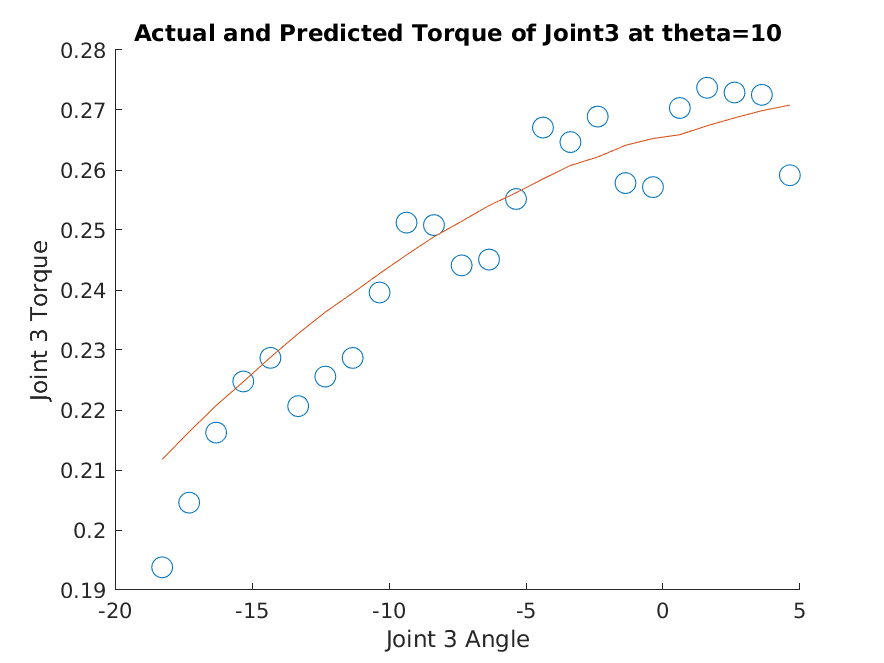 Actual and Predicted Torque of Joint3 at theta=10
0.28
0.27
0.26
0.25
0.24
0.23
0.22
0.21
0.2
0.19
Joint 3 Torque
-20 -15 -10 -5 0 5
Joint 3 Angle